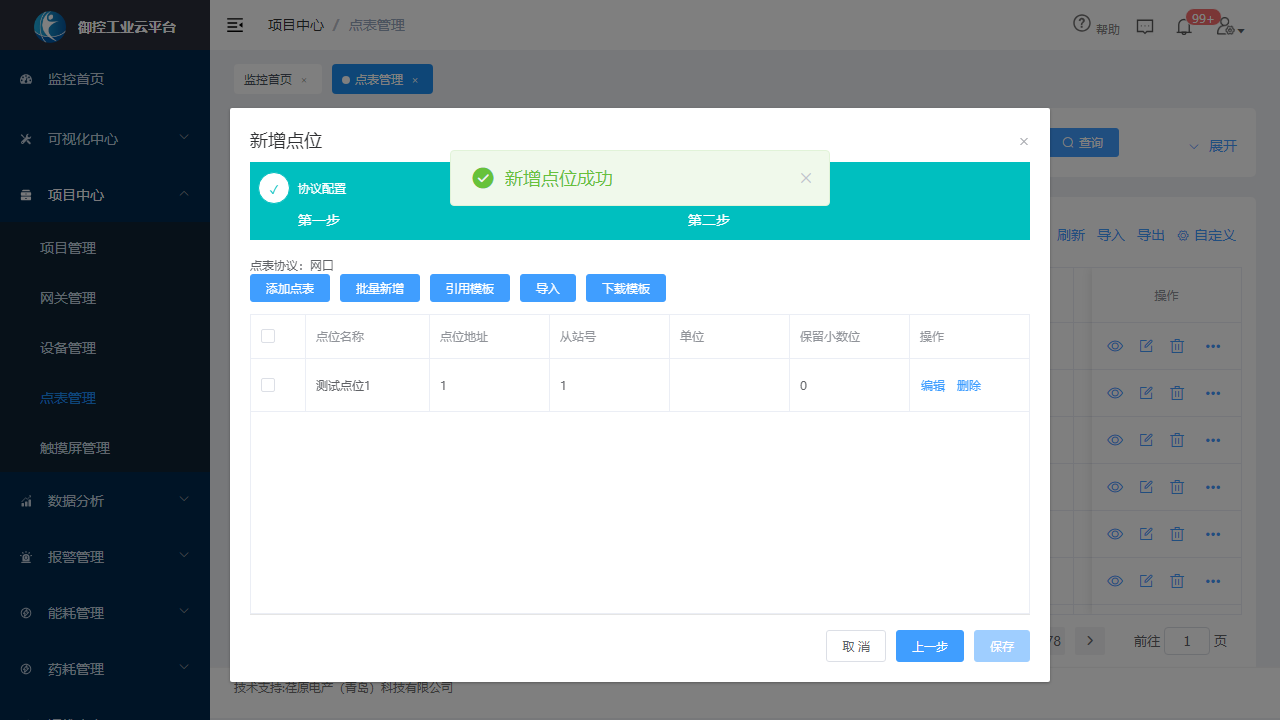 御控工业云平台
项目中心 / 点表管理
帮助
99+
监控首页
可视化中心
项目中心
项目管理
网关管理
设备管理
点表管理
触摸屏管理
数据分析
报警管理
能耗管理
药耗管理
监控首页 ×
点表管理 ×
查询
展开
刷新 导入 导出 自定义
操作
新增点位
新增点位成功
协议配置
第一步
第二步
点表协议：网口
添加点表 批量新增 引用模板 导入 下载模板
点位名称 点位地址 从站号 单位 保留小数位 操作
测试点位1 1 1 0 编辑 删除
取 消 上一步 保存
78
前往 1 页
技术支持:荏原电产（青岛）科技有限公司